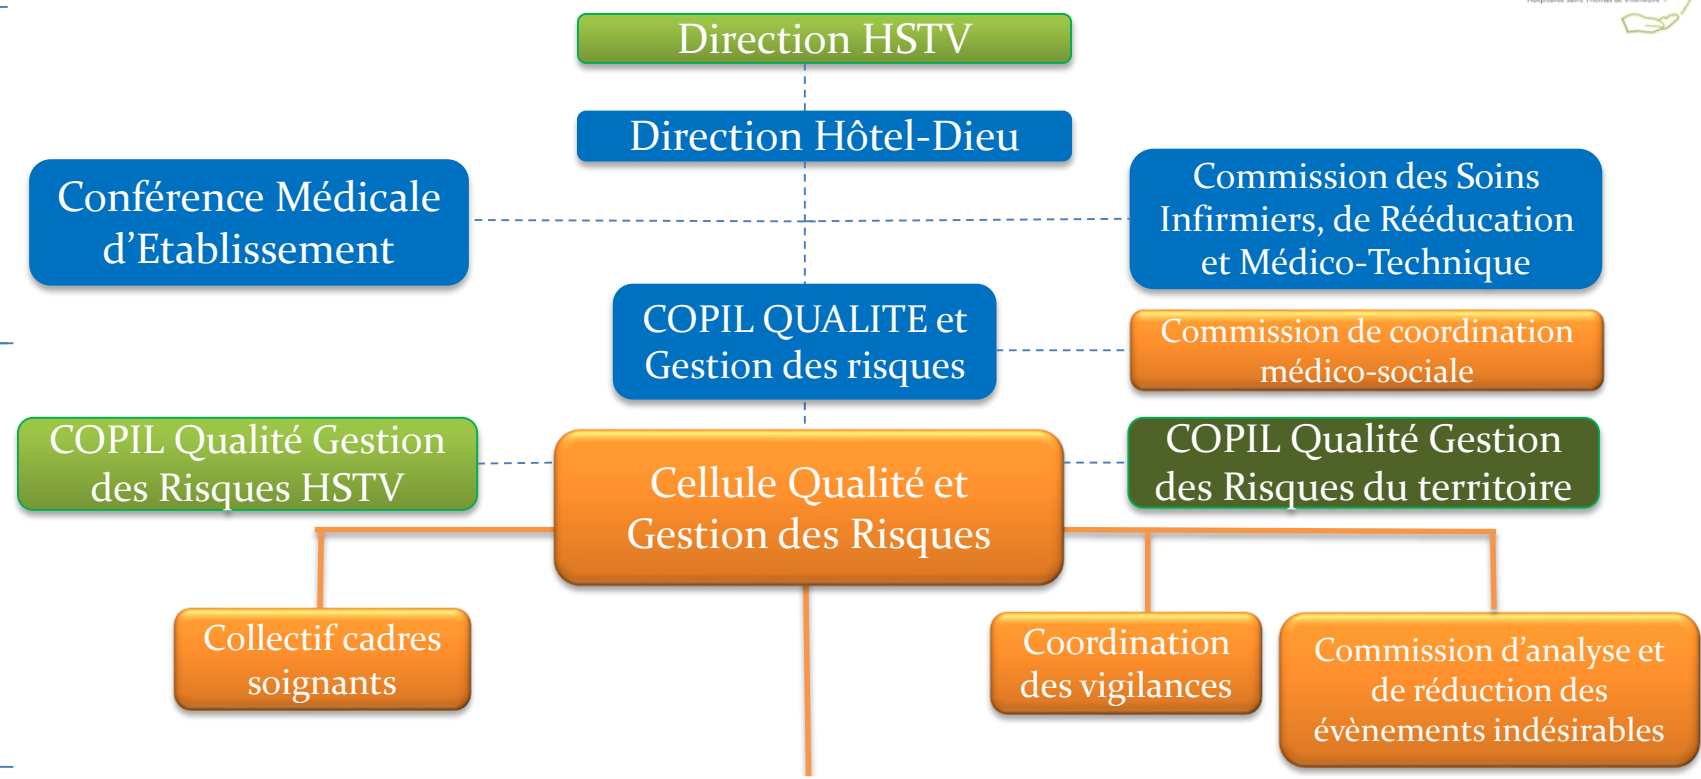 Direction HSTV
Direction Hôtel-Dieu
Conférence Médicale
d’Etablissement
Commission des Soins
Infirmiers, de Rééducation
et Médico-Technique
COPIL QUALITE et
Gestion des risques
Commission de coordination
médico-sociale
COPIL Qualité Gestion
des Risques HSTV
Cellule Qualité et
Gestion des Risques
COPIL Qualité Gestion
des Risques du territoire
Collectif cadres
soignants
Coordination
des vigilances
Commission d’analyse et
de réduction des
évènements indésirables